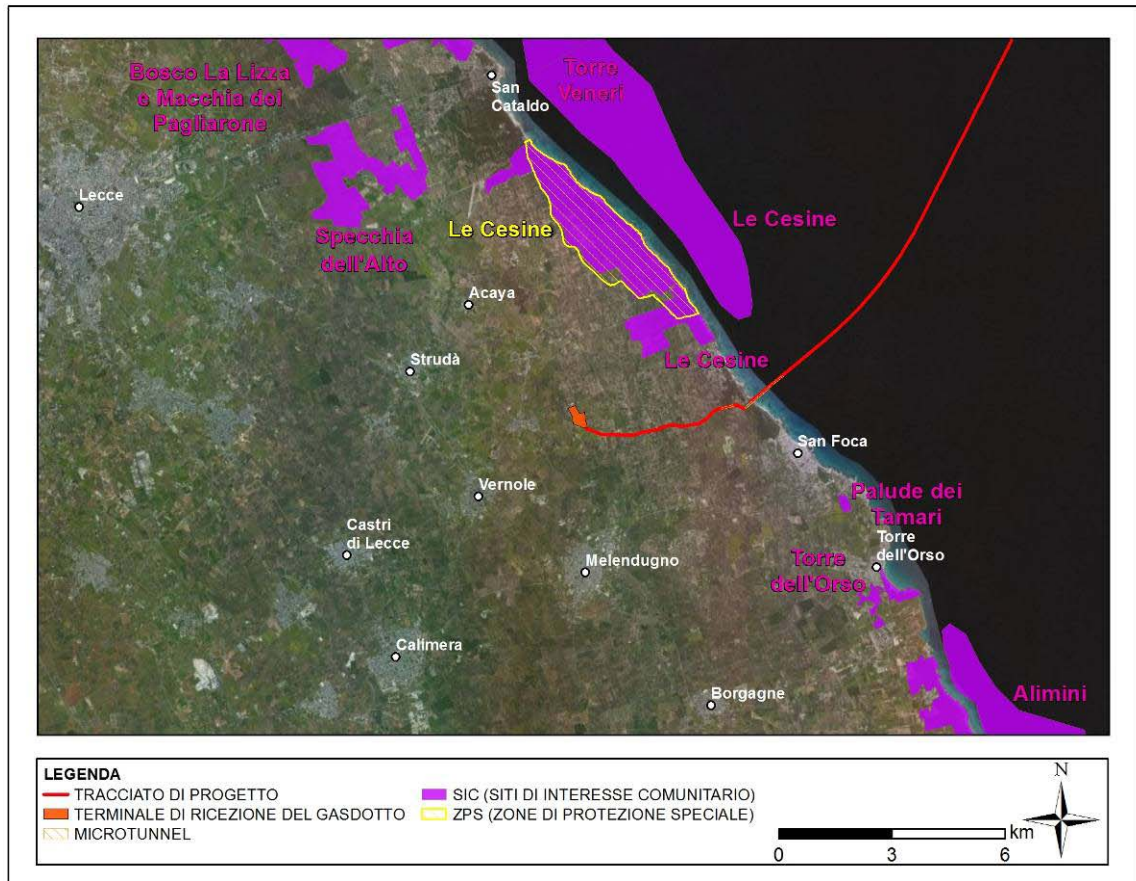 Bosco La Lizza
e Macchia del
Pagliarone
San
Cataldo
Torre
Veneri
Lecce
Le Cesine
Le Cesine
Specchia
dell'Alto
Acaya
Strudà
Le Cesine
San Foca
Vernole
Palude dei
Tamari
Castri
di Lecce
Melendugno
Torre
dell'Orso
Torre
dell'Orso
Calimera
Borgagne
Alimini
LEGENDA
TRACCIATO DI PROGETTO
TERMINALE DI RICEZIONE DEL GASDOTTO
MICROTUNNEL
SIC (SITI DI INTERESSE COMUNITARIO)
ZPS (ZONE DI PROTEZIONE SPECIALE)
N
km
0 3 6